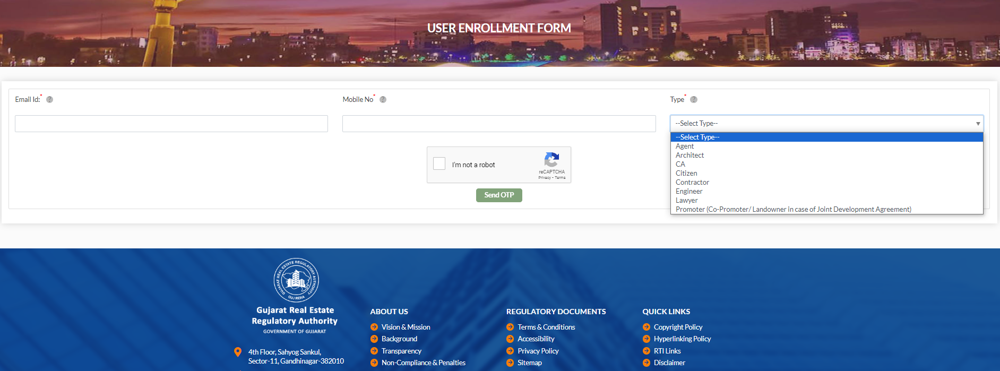 USER ENROLLMENT FORM
Email Id:* ?
Mobile No* ?
Type* ?
--Select Type--
--Select Type--
Agent
Architect
CA
Citizen
Contractor
Engineer
Lawyer
Promoter (Co-Promoter/ Landowner in case of Joint Development Agreement)
I'm not a robot
reCAPTCHA
Privacy - Terms
Send OTP
GUJARAT REAL ESTATE REGULATORY AUTHORITY
GUJ RERA
Gujarat Real Estate
Regulatory Authority
GOVERNMENT OF GUJARAT
4th Floor, Sahyog Sankul,
Sector-11, Gandhinagar-382010
ABOUT US
Vision & Mission
Background
Transparency
Non-Compliance & Penalties
REGULATORY DOCUMENTS
Terms & Conditions
Accessibility
Privacy Policy
Sitemap
QUICK LINKS
Copyright Policy
Hyperlinking Policy
RTI Links
Disclaimer